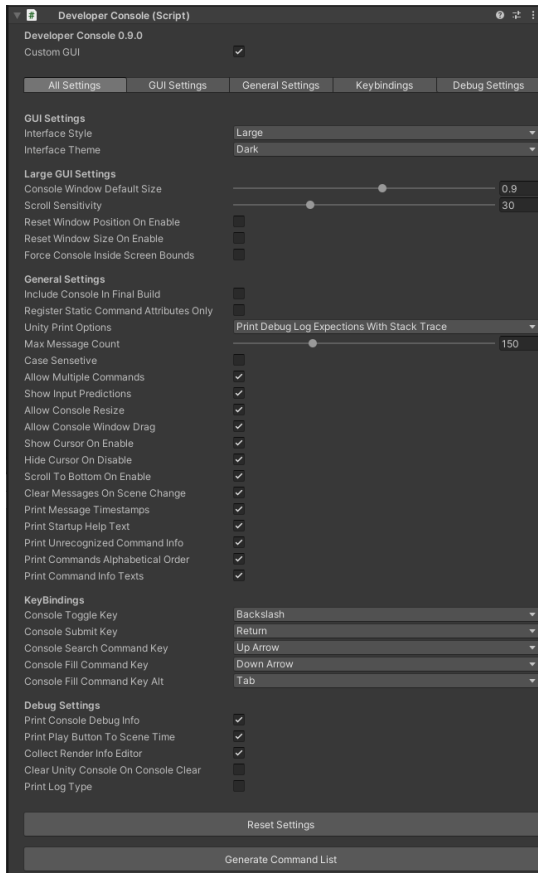 # Developer Console (Script)
Developer Console 0.9.0
Custom GUI
All Settings GUI Settings General Settings Keybindings Debug Settings
GUI Settings
Interface Style Large
Interface Theme Dark
Large GUI Settings
Console Window Default Size 0.9
Scroll Sensitivity 30
Reset Window Position On Enable
Reset Window Size On Enable
Force Console Inside Screen Bounds
General Settings
Include Console In Final Build
Register Static Command Attributes Only
Unity Print Options Print Debug Log Expections With Stack Trace
Max Message Count 150
Case Sensetive
Allow Multiple Commands
Show Input Predictions
Allow Console Resize
Allow Console Window Drag
Show Cursor On Enable
Hide Cursor On Disable
Scroll To Bottom On Enable
Clear Messages On Scene Change
Print Message Timestamps
Print Startup Help Text
Print Unrecognized Command Info
Print Commands Alphabetical Order
Print Command Info Texts
KeyBindings
Console Toggle Key Backslash
Console Submit Key Return
Console Search Command Key Up Arrow
Console Fill Command Key Down Arrow
Console Fill Command Key Alt Tab
Debug Settings
Print Console Debug Info
Print Play Button To Scene Time
Collect Render Info Editor
Clear Unity Console On Console Clear
Print Log Type
Reset Settings
Generate Command List